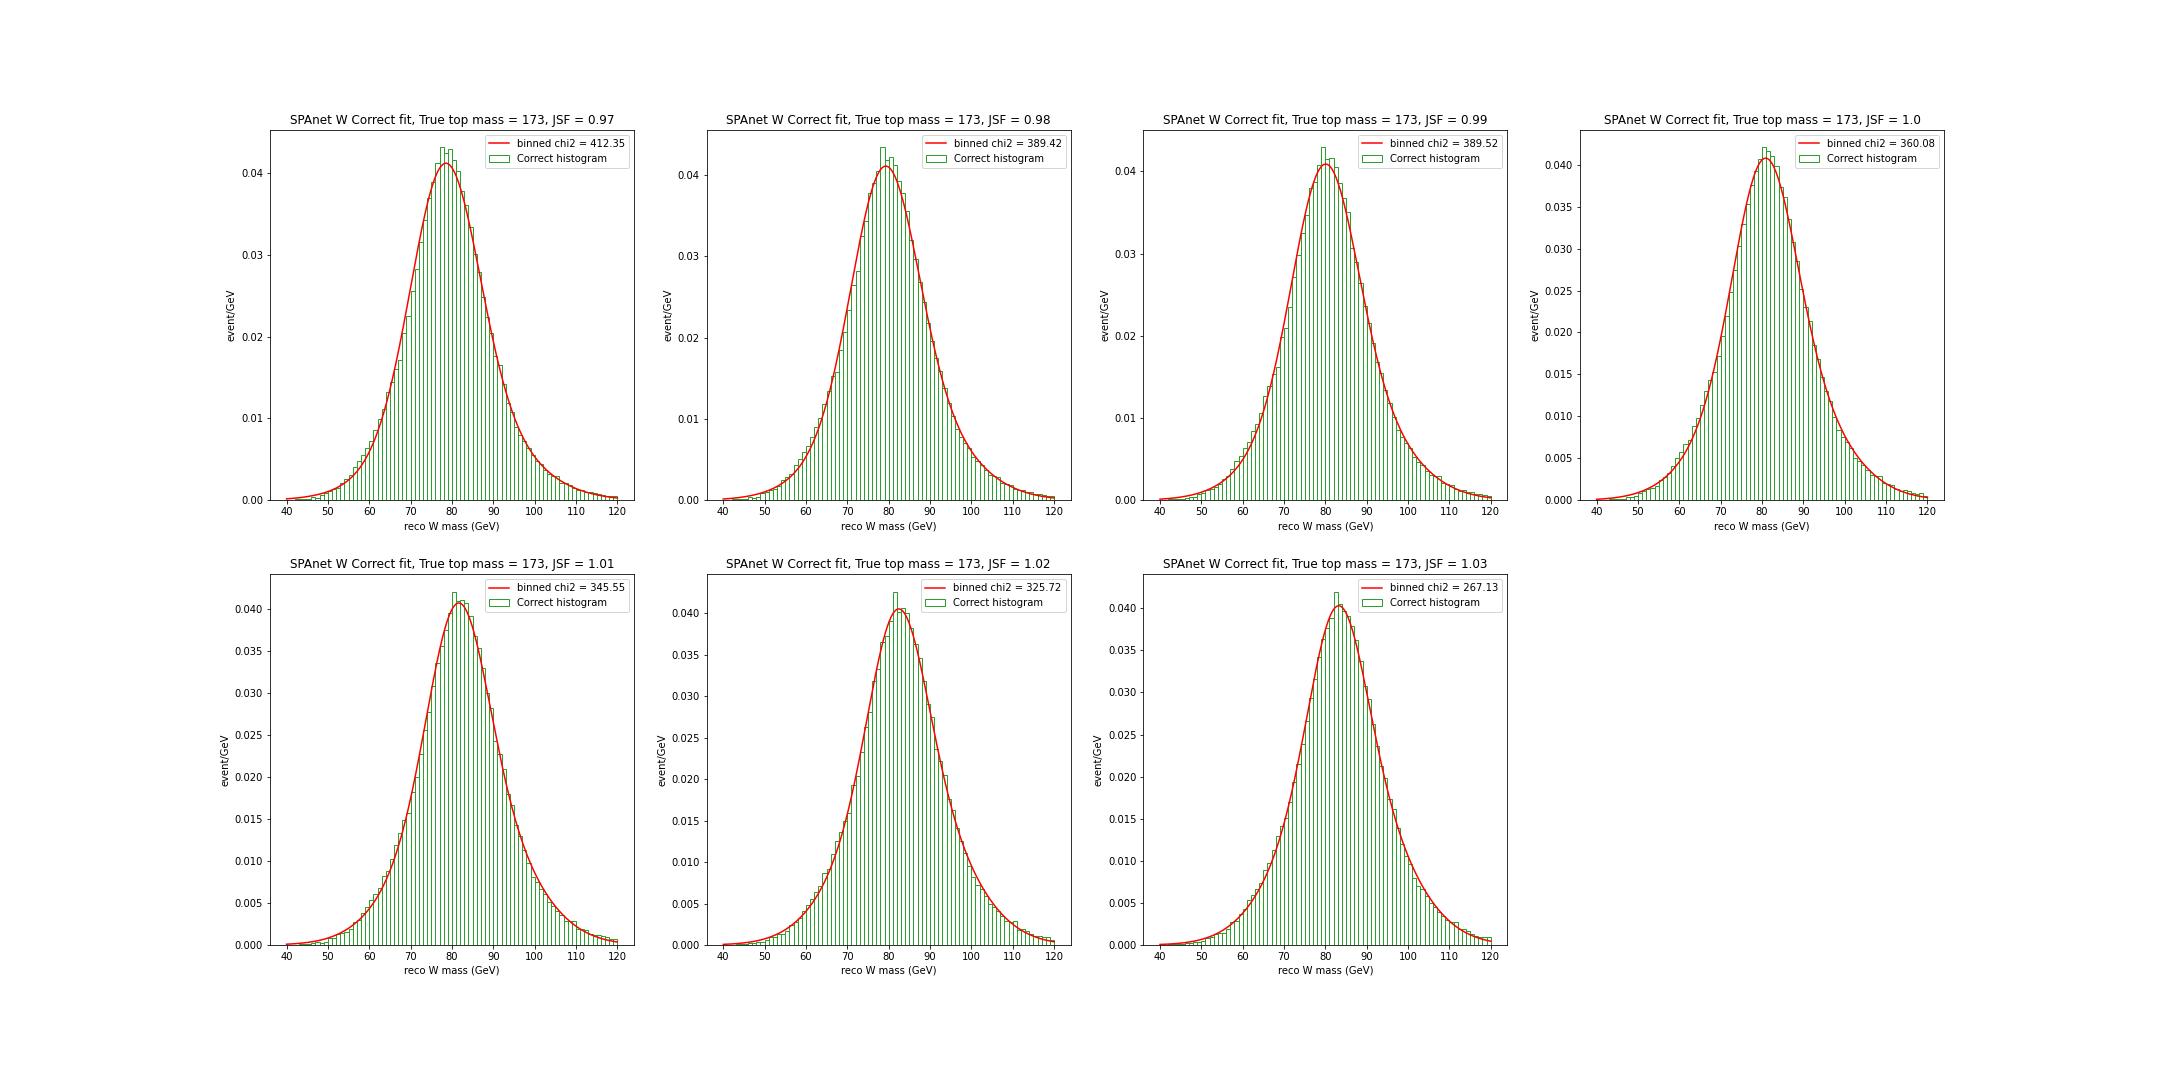 SPAnet W Correct fit, True top mass = 173, JSF = 0.97
binned chi2 = 412.35
Correct histogram
event/GeV
0.04
0.03
0.02
0.01
0.00
40 50 60 70 80 90 100 110 120
reco W mass (GeV)
SPAnet W Correct fit, True top mass = 173, JSF = 0.98
binned chi2 = 389.42
Correct histogram
event/GeV
0.04
0.03
0.02
0.01
0.00
40 50 60 70 80 90 100 110 120
reco W mass (GeV)
SPAnet W Correct fit, True top mass = 173, JSF = 0.99
binned chi2 = 389.52
Correct histogram
event/GeV
0.04
0.03
0.02
0.01
0.00
40 50 60 70 80 90 100 110 120
reco W mass (GeV)
SPAnet W Correct fit, True top mass = 173, JSF = 1.0
binned chi2 = 360.08
Correct histogram
event/GeV
0.040
0.035
0.030
0.025
0.020
0.015
0.010
0.005
0.000
40 50 60 70 80 90 100 110 120
reco W mass (GeV)
SPAnet W Correct fit, True top mass = 173, JSF = 1.01
binned chi2 = 345.55
Correct histogram
event/GeV
0.040
0.035
0.030
0.025
0.020
0.015
0.010
0.005
0.000
40 50 60 70 80 90 100 110 120
reco W mass (GeV)
SPAnet W Correct fit, True top mass = 173, JSF = 1.02
binned chi2 = 325.72
Correct histogram
event/GeV
0.040
0.035
0.030
0.025
0.020
0.015
0.010
0.005
0.000
40 50 60 70 80 90 100 110 120
reco W mass (GeV)
SPAnet W Correct fit, True top mass = 173, JSF = 1.03
binned chi2 = 267.13
Correct histogram
event/GeV
0.040
0.035
0.030
0.025
0.020
0.015
0.010
0.005
0.000
40 50 60 70 80 90 100 110 120
reco W mass (GeV)